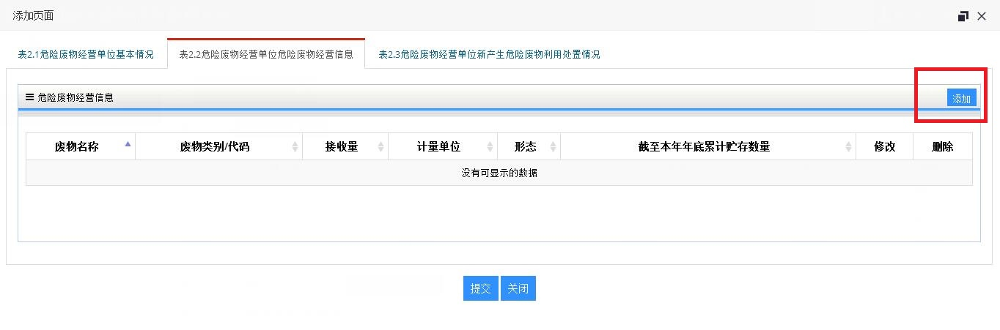 添加页面
表2.1危险废物经营单位基本情况 表2.2危险废物经营单位危险废物经营信息 表2.3危险废物经营单位新产生危险废物利用处置情况
危险废物经营信息 添加
废物名称 废物类别/代码 接收量 计量单位 形态 截至本年年底累计贮存数量 修改 删除
没有可显示的数据
提交 关闭